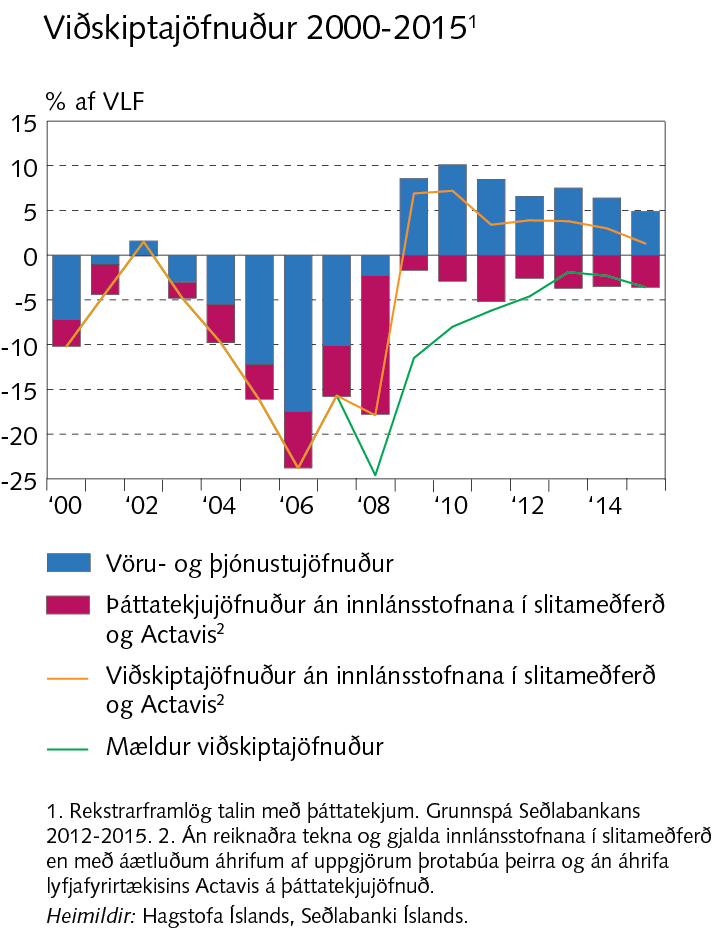 Viðskiptajöfnuður 2000-2015¹
% af VLF
15
10
5
0
-5
-10
-15
-20
-25
‘00 ‘02 ‘04 ‘06 ‘08 ‘10 ‘12 ‘14
Vöru- og þjónustujöfnuður
Þáttatekjujöfnuður án innlánsstofnana í slitameðferð
og Actavis²
Viðskiptajöfnuður án innlánsstofnana í slitameðferð
og Actavis²
Mældur viðskiptajöfnuður
1. Rekstrarframlög talin með þáttatekjum. Grunnspá Seðlabankans
2012-2015. 2. Án reiknaðra tekna og gjalda innlánsstofnana í slitameðferð
en með áætluðum áhrifum af uppgjörum þrotabúa þeirra og án áhrifa
lyfjafyrirtækisins Actavis á þáttatekjujöfnuð.
Heimildir: Hagstofa Íslands, Seðlabanki Íslands.